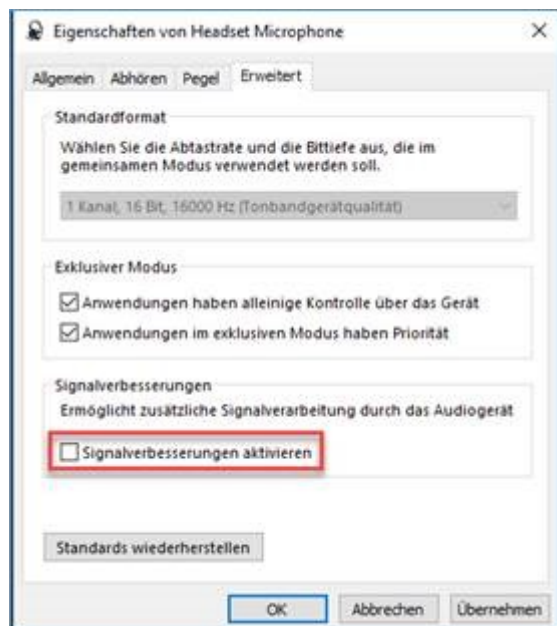 Eigenschaften von Headset Microphone
Allgemein Abhören Pegel Erweitert
Standardformat
Wählen Sie die Abtastrate und die Bittiefe aus, die im
gemeinsamen Modus verwendet werden soll.
1 Kanal, 16 Bit, 16000 Hz (Tonbandgerätqualität)
Exklusiver Modus
Anwendungen haben alleinige Kontrolle über das Gerät
Anwendungen im exklusiven Modus haben Priorität
Signalverbesserungen
Ermöglicht zusätzliche Signalverarbeitung durch das Audiogerät
Signalverbesserungen aktivieren
Standards wiederherstellen
OK Abbrechen Übernehmen